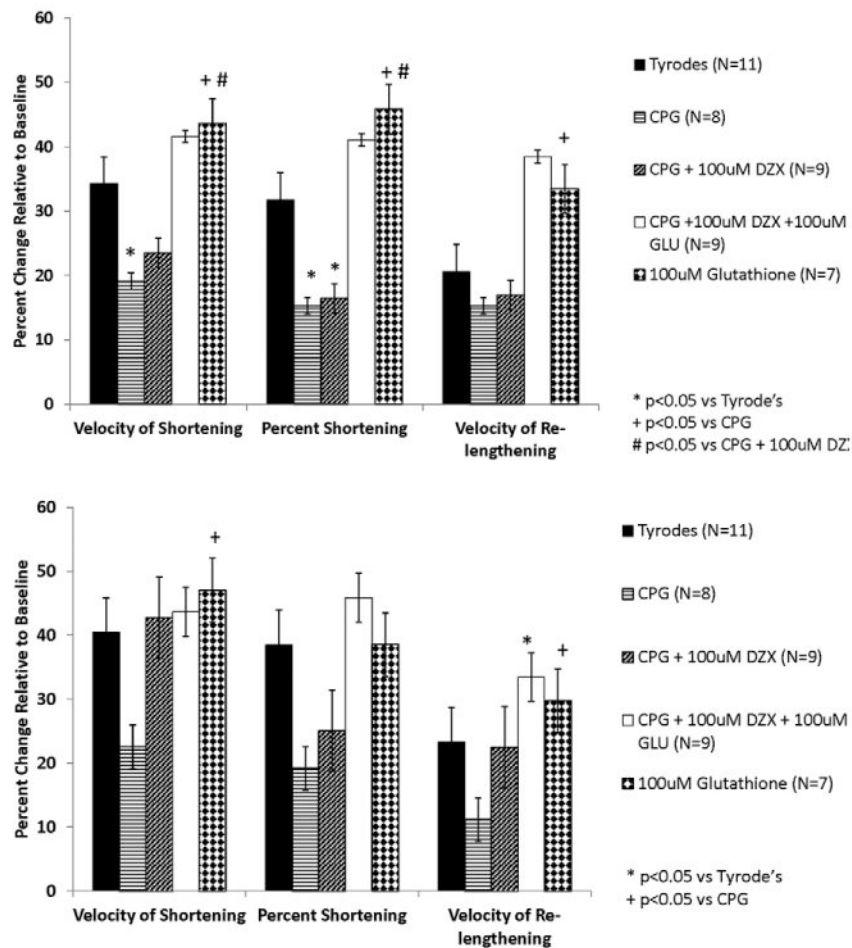 60
50
40
30
20
10
0
Percent Change Relative to Baseline
+ #
+ #
+
*
*
*
Velocity of Shortening
Percent Shortening
Velocity of Re-
lengthening
Tyrodes (N=11)
CPG (N=8)
CPG + 100uM DZX (N=9)
CPG +100uM DZX +100uM
GLU (N=9)
100uM Glutathione (N=7)
* p<0.05 vs Tyrode's
+ p<0.05 vs CPG
# p<0.05 vs CPG + 100uM DZ
60
50
40
30
20
10
0
Percent Change Relative to Baseline
+
*
+
Velocity of Shortening
Percent Shortening
Velocity of Re-
lengthening
Tyrodes (N=11)
CPG (N=8)
CPG + 100uM DZX (N=9)
CPG + 100uM DZX + 100uM
GLU (N=9)
100uM Glutathione (N=7)
* p<0.05 vs Tyrode's
+ p<0.05 vs CPG